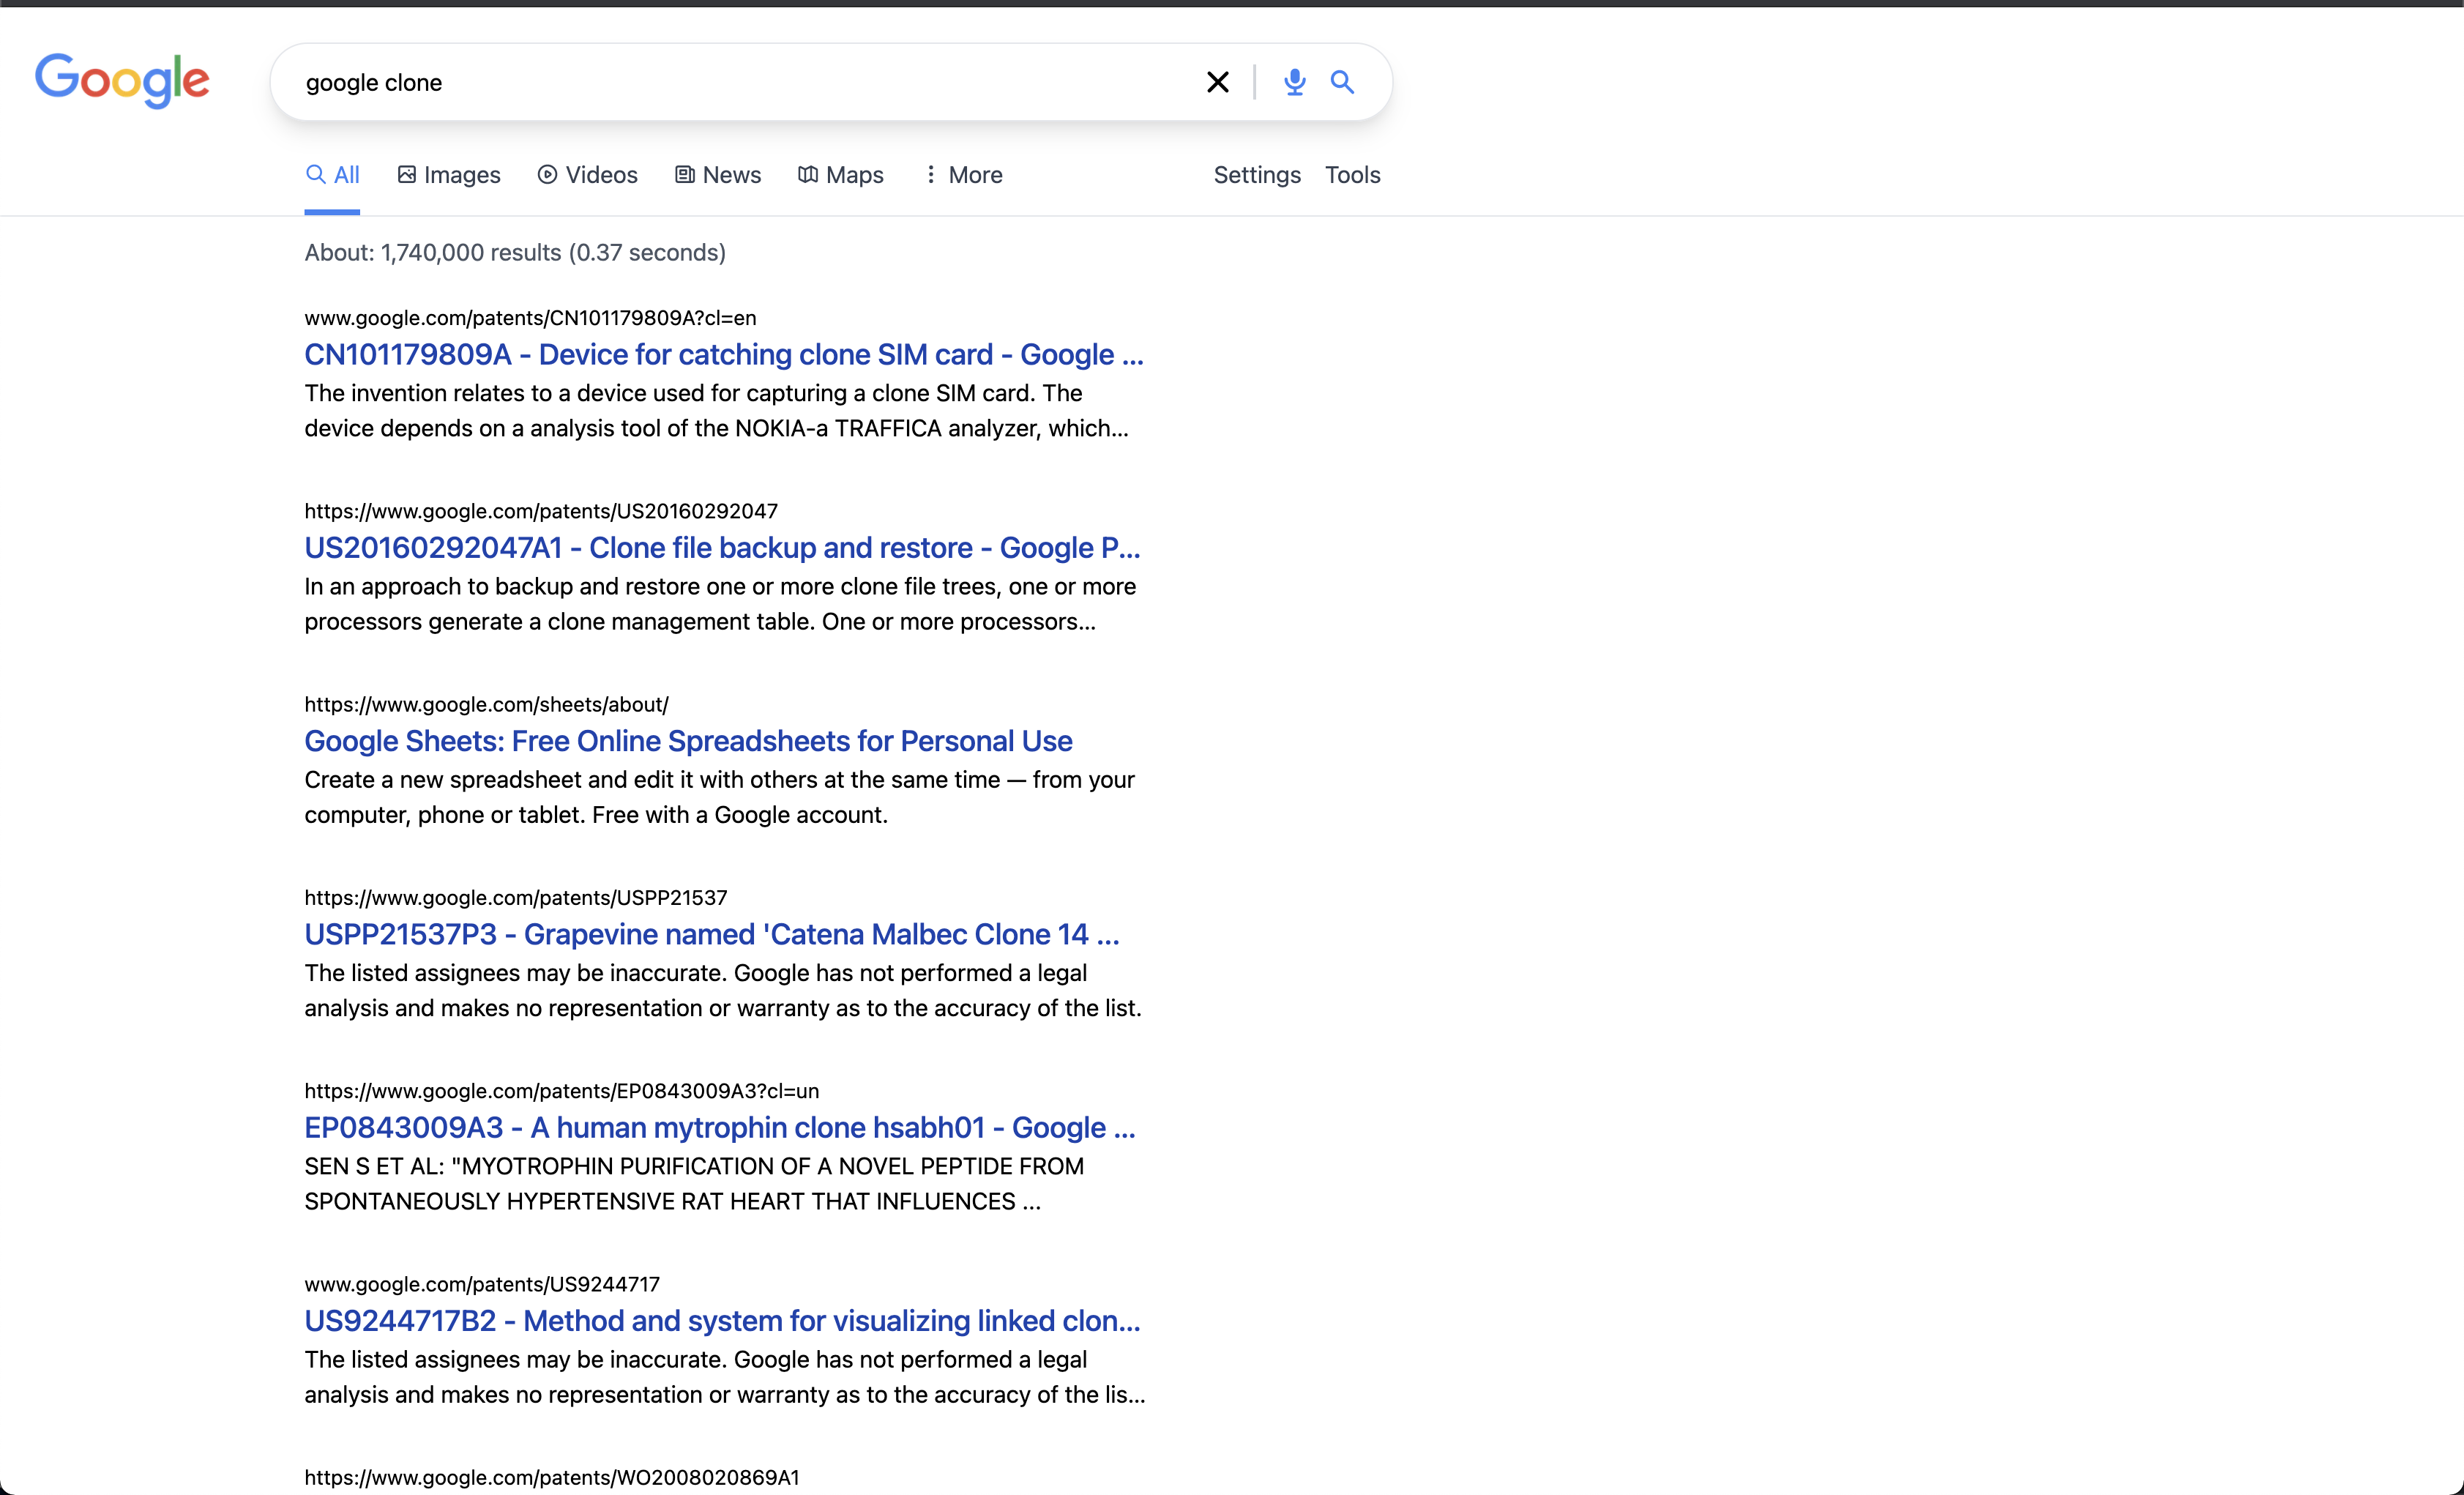 Google
google clone
All Images Videos News Maps More Settings Tools
About: 1,740,000 results (0.37 seconds)
www.google.com/patents/CN101179809A?cl=en
CN101179809A - Device for catching clone SIM card - Google ...
The invention relates to a device used for capturing a clone SIM card. The
device depends on a analysis tool of the NOKIA-a TRAFFICA analyzer, which...
https://www.google.com/patents/US20160292047
US20160292047A1 - Clone file backup and restore - Google P...
In an approach to backup and restore one or more clone file trees, one or more
processors generate a clone management table. One or more processors...
https://www.google.com/sheets/about/
Google Sheets: Free Online Spreadsheets for Personal Use
Create a new spreadsheet and edit it with others at the same time — from your
computer, phone or tablet. Free with a Google account.
https://www.google.com/patents/USPP21537
USPP21537P3 - Grapevine named 'Catena Malbec Clone 14 ...
The listed assignees may be inaccurate. Google has not performed a legal
analysis and makes no representation or warranty as to the accuracy of the list.
https://www.google.com/patents/EP0843009A3?cl=un
EP0843009A3 - A human mytrophin clone hsabh01 - Google ...
SEN S ET AL: "MYOTROPHIN PURIFICATION OF A NOVEL PEPTIDE FROM
SPONTANEOUSLY HYPERTENSIVE RAT HEART THAT INFLUENCES ...
www.google.com/patents/US9244717
US9244717B2 - Method and system for visualizing linked clon...
The listed assignees may be inaccurate. Google has not performed a legal
analysis and makes no representation or warranty as to the accuracy of the lis...
https://www.google.com/patents/WO2008020869A1